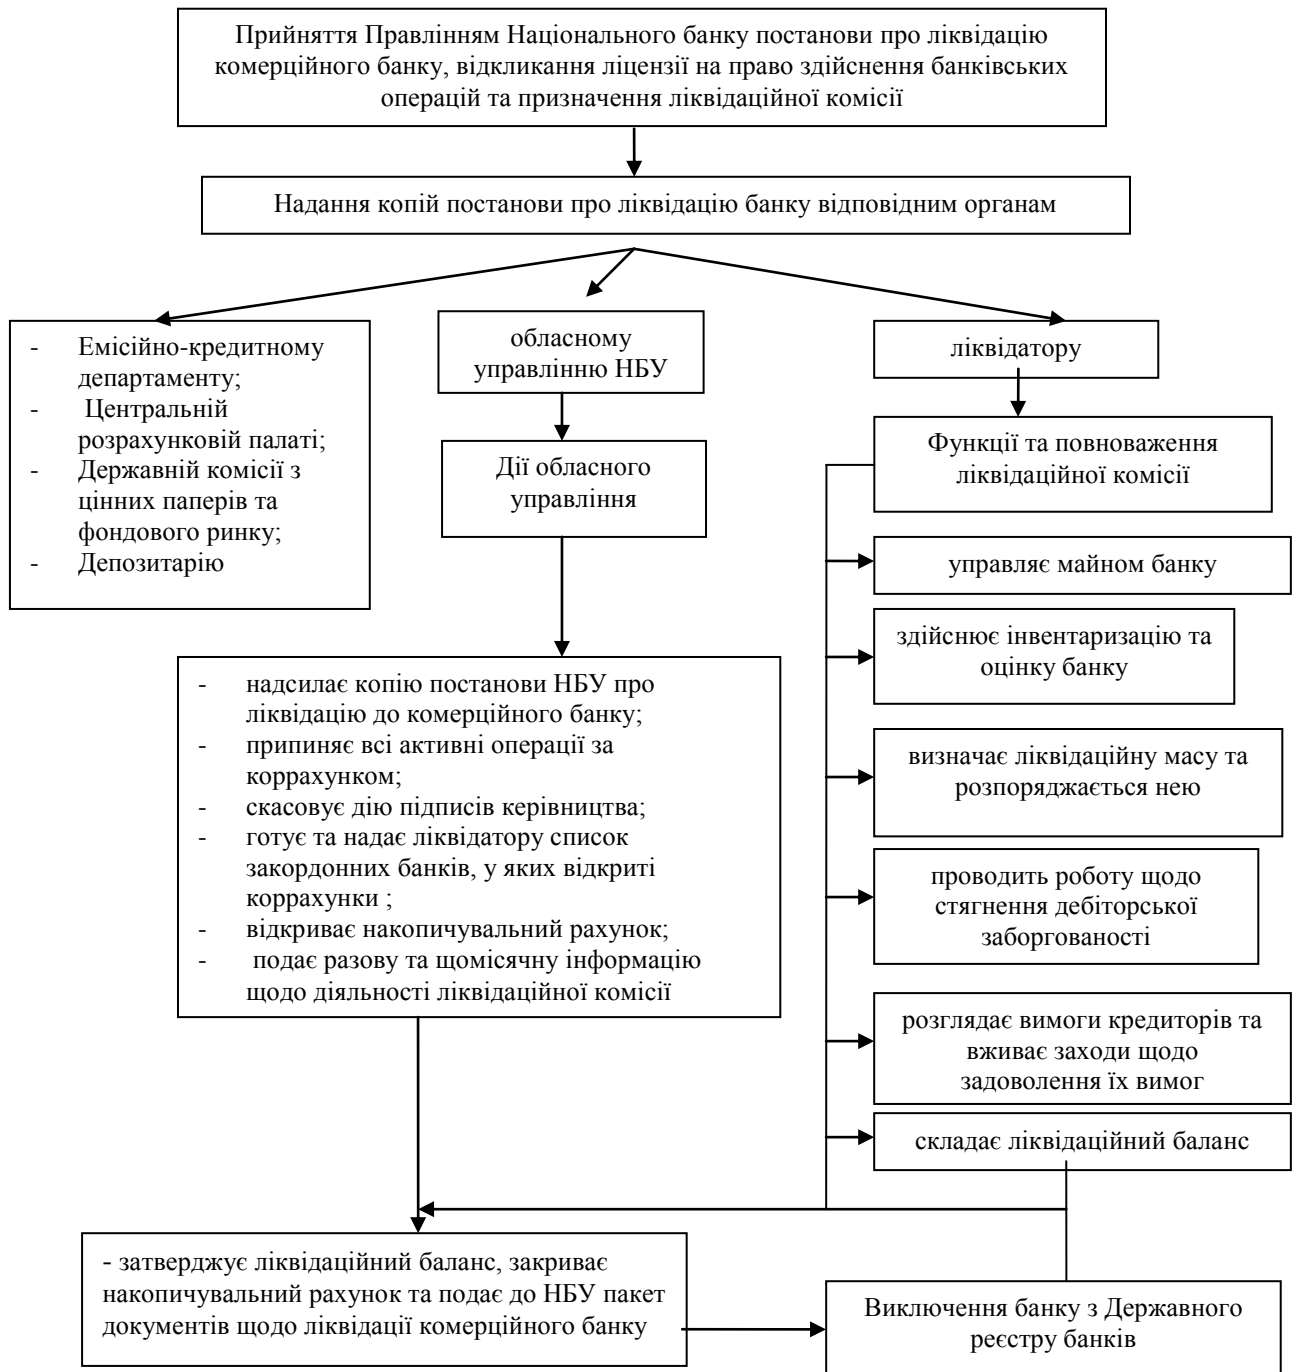 Прийняття Правлінням Національного банку постанови про ліквідацію
комерційного банку, відкликання ліцензії на право здійснення банківських
операцій та призначення ліквідаційної комісії
Надання копій постанови про ліквідацію банку відповідним органам
- Емісійно-кредитному
департаменту;
- Центральній
розрахунковій палаті;
- Державній комісії з
цінних паперів та
фондового ринку;
- Депозитарію
обласному
управлінню НБУ
Дії обласного
управління
- надсилає копію постанови НБУ про
ліквідацію до комерційного банку;
- припиняє всі активні операції за
коррахунком;
- скасовує дію підписів керівництва;
- готує та надає ліквідатору список
закордонних банків, у яких відкриті
коррахунки ;
- відкриває накопичувальний рахунок;
- подає разову та щомісячну інформацію
щодо діяльності ліквідаційної комісії
ліквідатору
Функції та повноваження
ліквідаційної комісії
управляє майном банку
здійснює інвентаризацію та
оцінку банку
визначає ліквідаційну масу та
розпоряджається нею
проводить роботу щодо
стягнення дебіторської
заборгованості
розглядає вимоги кредиторів та
вживає заходи щодо
задоволення їх вимог
складає ліквідаційний баланс
- затверджує ліквідаційний баланс, закриває
накопичувальний рахунок та подає до НБУ пакет
документів щодо ліквідації комерційного банку
Виключення банку з Державного
реєстру банків